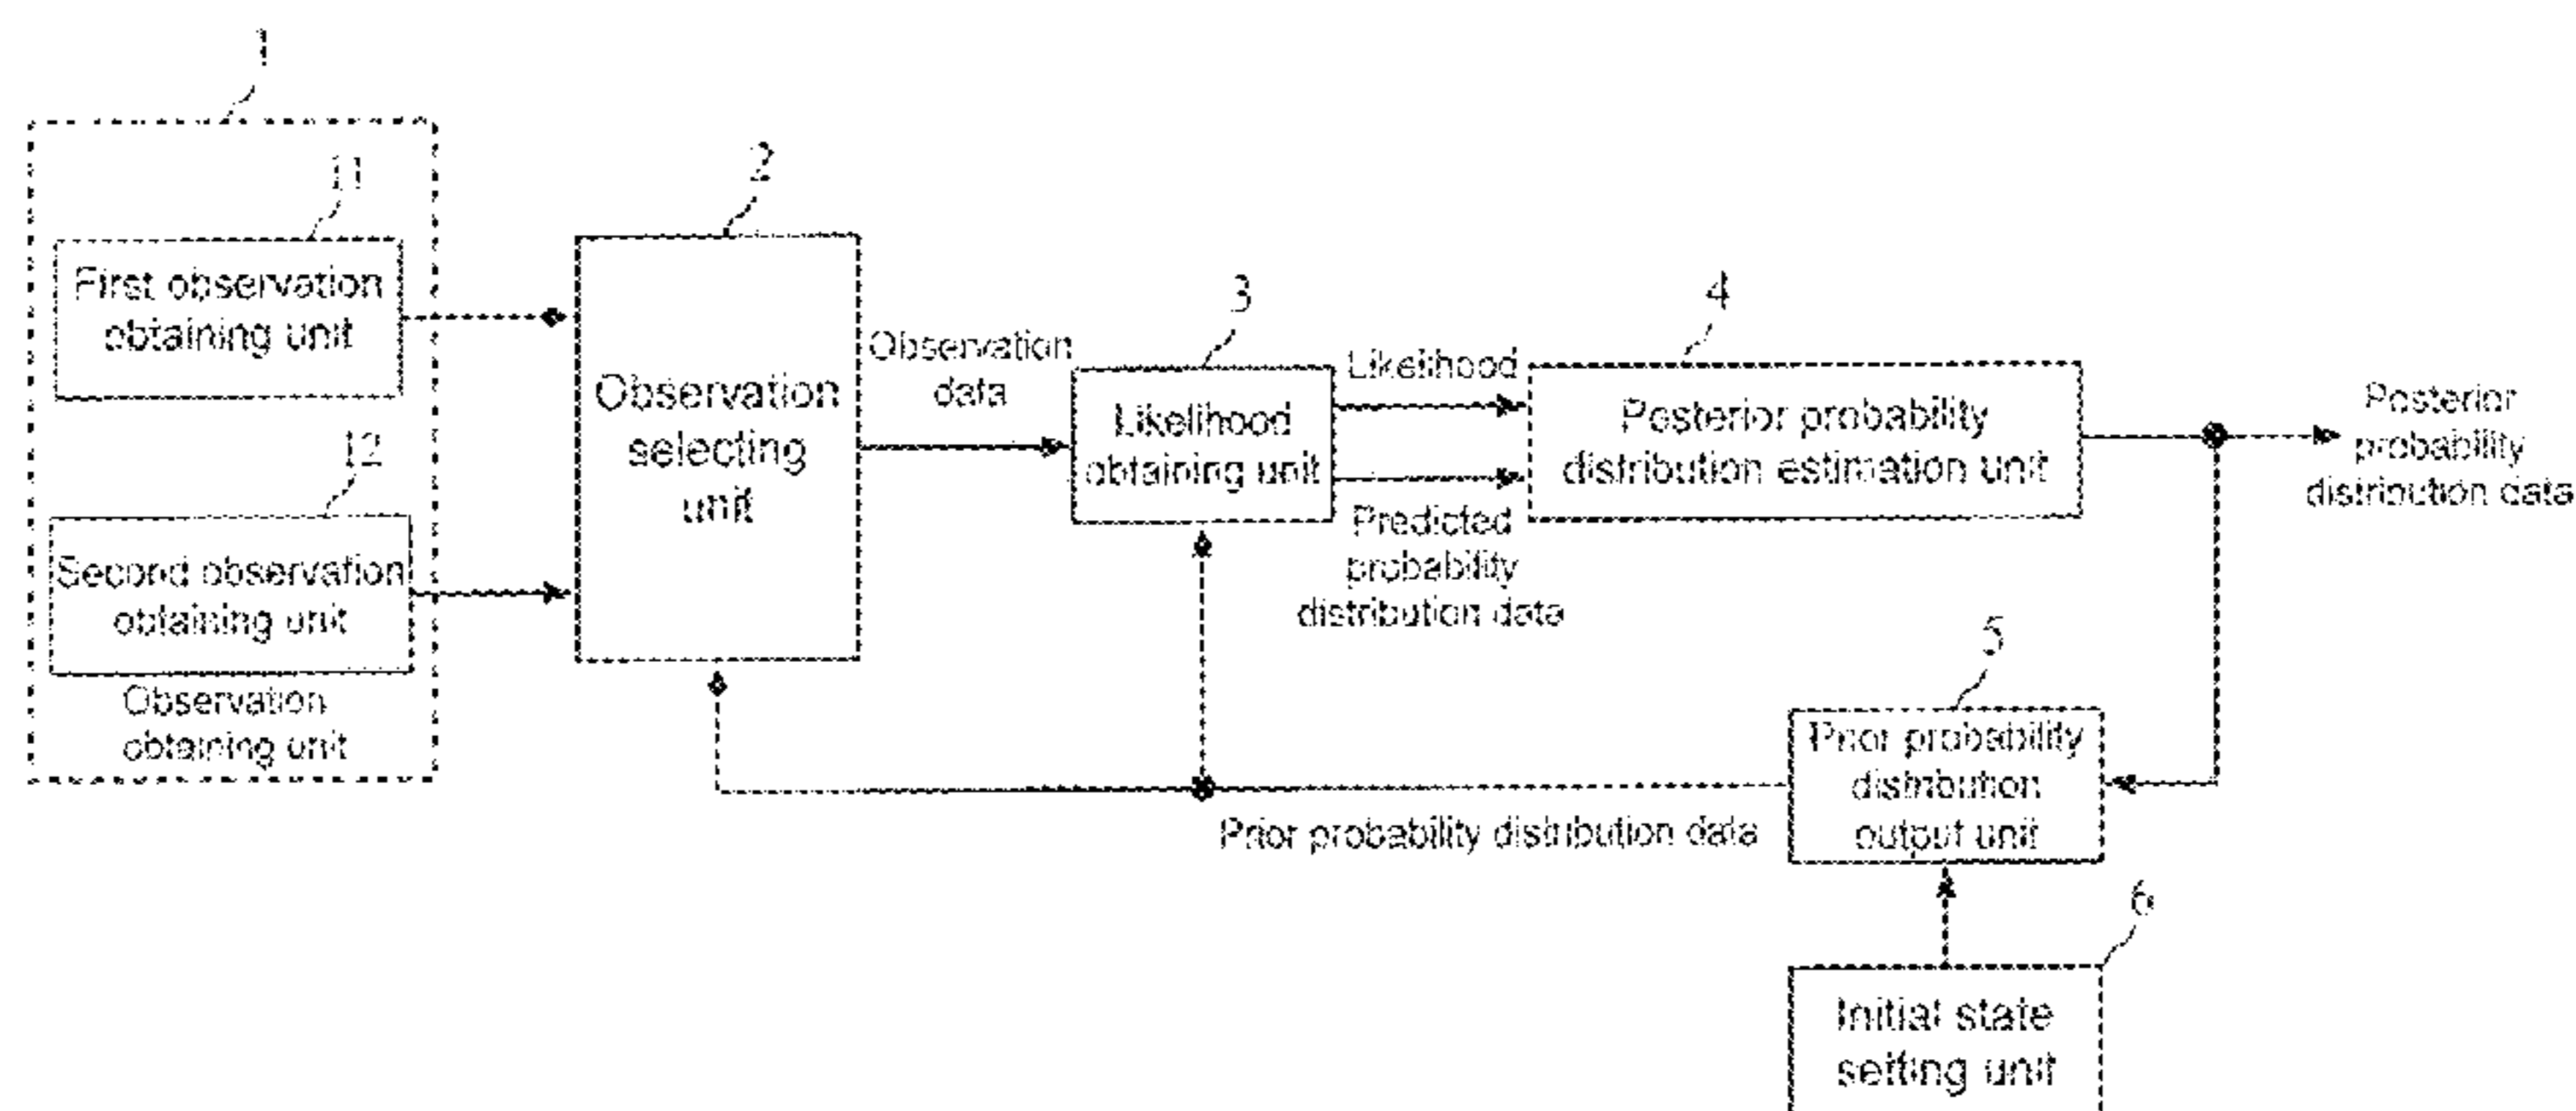 1
11
First observation
obtaining unit
12
Second observation
obtaining unit
Observation
obtaining unit
2
Observation
selecting
unit
Observation
data
3
Likelihood
obtaining unit
Likelihood
Predicted
probability
distribution data
4
Posterior probability
distribution estimation unit
Posterior
probability
distribution data
5
Prior probability
distribution
output unit
Prior probability distribution data
6
Initial state
setting unit